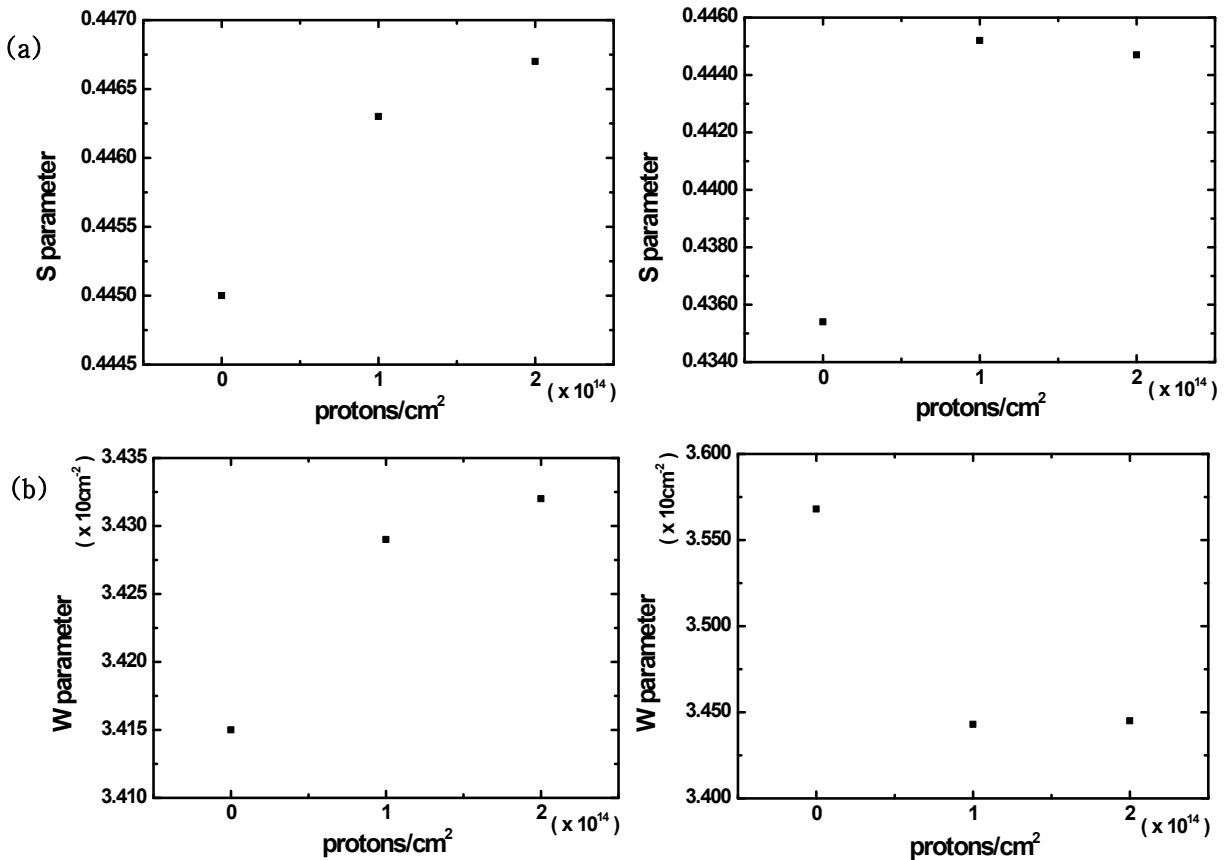 (a)
S parameter
0.4470
0.4465
0.4460
0.4455
0.4450
0.4445
0 1 2 ( x 10¹⁴ )
protons/cm²
S parameter
0.4460
0.4440
0.4420
0.4400
0.4380
0.4360
0.4340
0 1 2 ( x 10¹⁴ )
protons/cm²
(b)
W parameter ( x 10cm⁻² )
3.435
3.430
3.425
3.420
3.415
3.410
0 1 2 ( x 10¹⁴ )
protons/cm²
W parameter ( x 10cm⁻² )
3.600
3.550
3.500
3.450
3.400
0 1 2 ( x 10¹⁴ )
protons/cm²